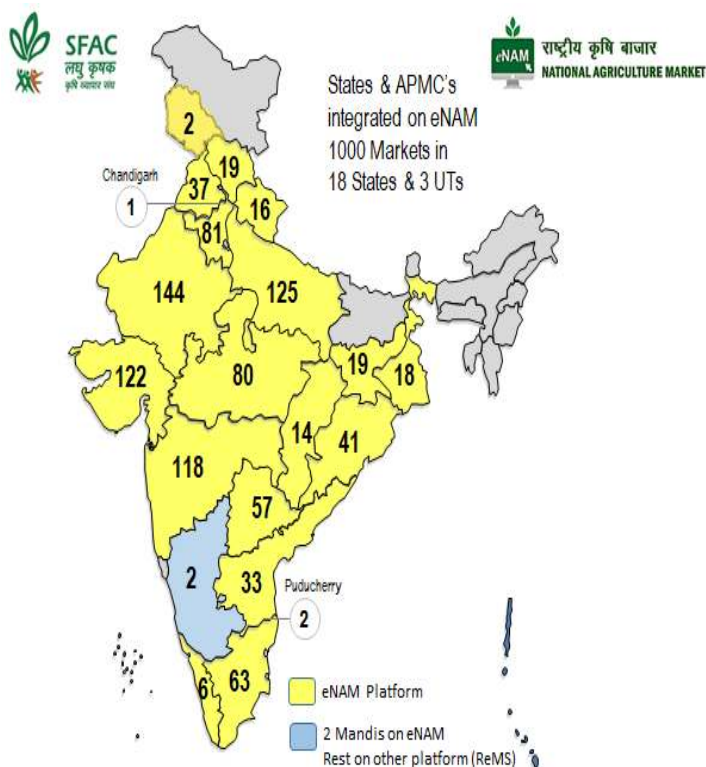 SFAC
लघु कृषक
कृषि व्यापार संघ
eNAM
राष्ट्रीय कृषि बाजार
NATIONAL AGRICULTURE MARKET
States & APMC's
integrated on eNAM
1000 Markets in
18 States & 3 UTs
2
19
Chandigarh
37
1
16
81
144
125
122
80
19
18
14
41
118
57
2
33
Puducherry
2
6
63
eNAM Platform
2 Mandis on eNAM
Rest on other platform (ReMS)